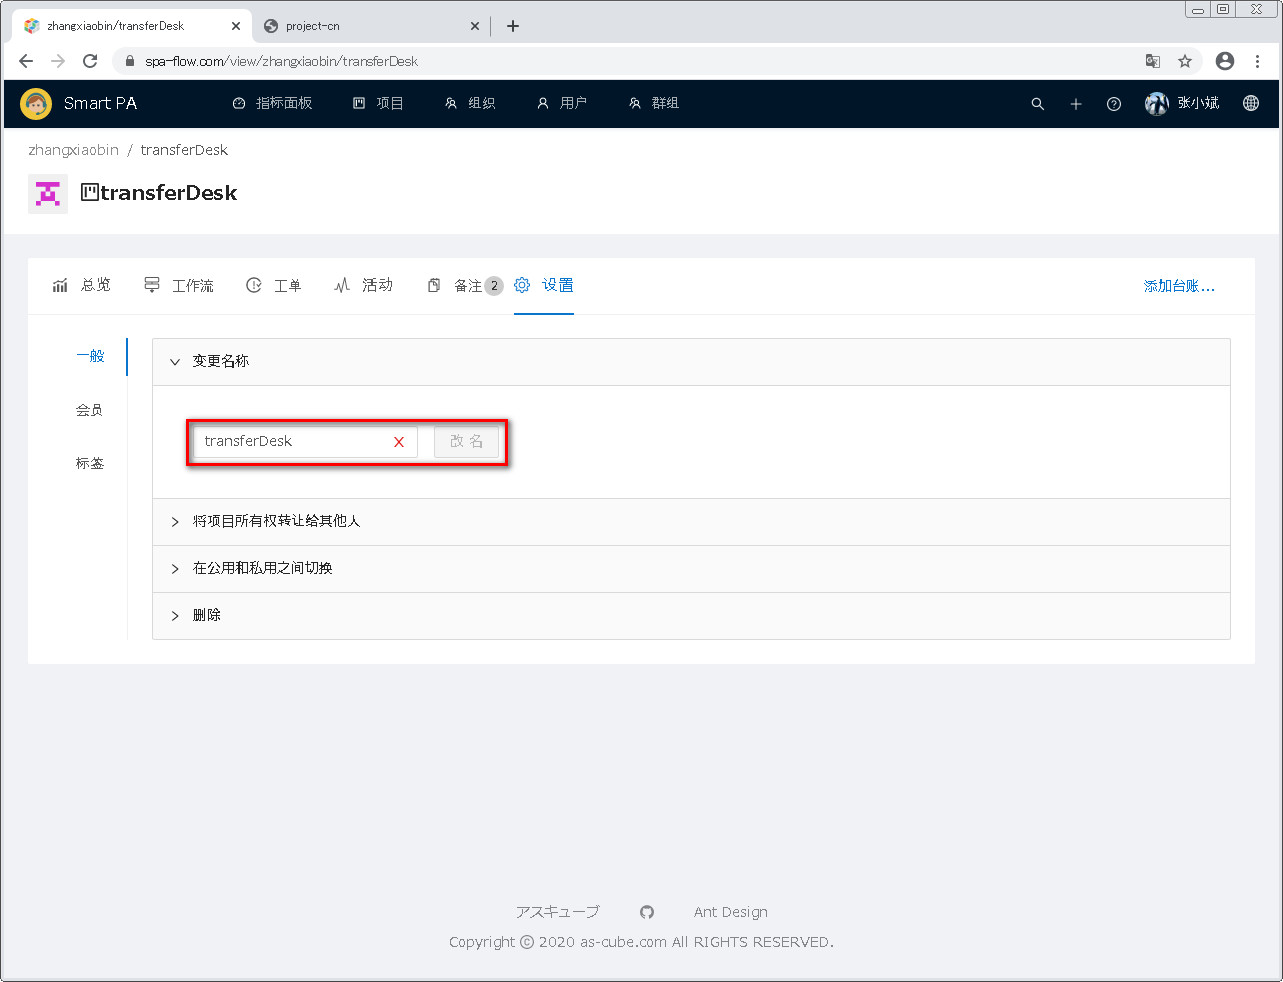 zhangxiaobin/transferDesk
project-cn
spa-flow.com/view/zhangxiaobin/transferDesk
Smart PA 指标面板 项目 组织 用户 群组 张小斌
zhangxiaobin / transferDesk
transferDesk
总览 工作流 工单 活动 备注 2 设置 添加台账...
一般
会员
标签
变更名称
transferDesk X 改 名
将项目所有权转让给其他人
在公用和私用之间切换
删除
アスキューブ Ant Design
Copyright © 2020 as-cube.com All RIGHTS RESERVED.